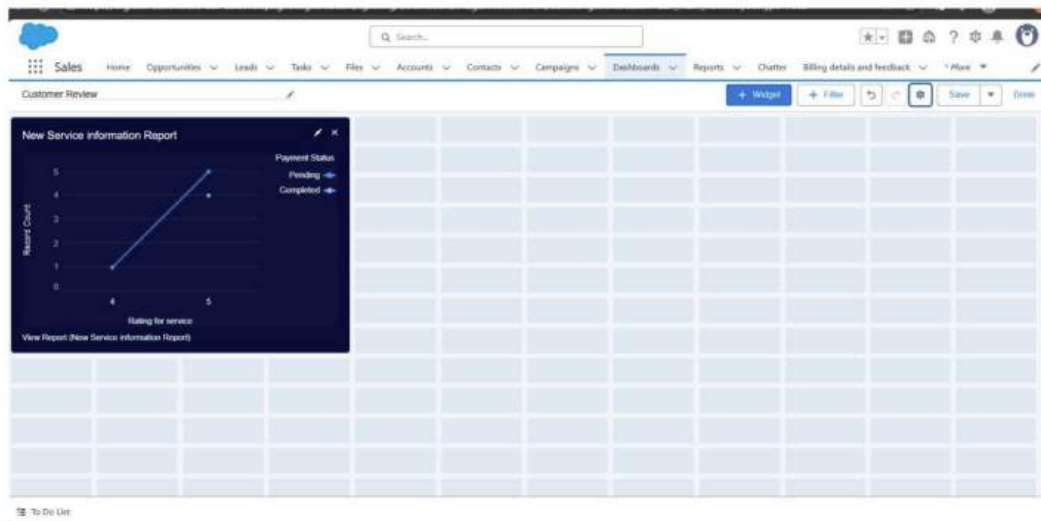 Search...
Sales Home Opportunities Leads Tasks Files Accounts Contacts Campaigns Dashboards Reports Chatter Billing details and feedback * More
Customer Review
+ Widget + Filter Save Done
New Service information Report
Payment Status
Pending
Completed
Record Count
5
4
3
2
1
0
4 5
Rating for service
View Report (New Service information Report)
To Do List